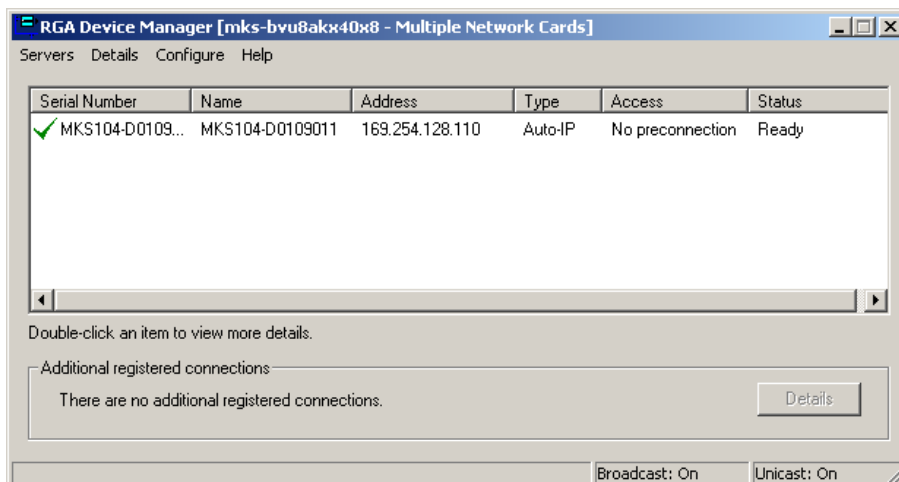 RGA Device Manager [mks-bvu8akx40x8 - Multiple Network Cards]
Servers Details Configure Help
Serial Number Name Address Type Access Status
MKS104-D0109... MKS104-D0109011 169.254.128.110 Auto-IP No preconnection Ready
Double-click an item to view more details.
Additional registered connections
There are no additional registered connections.
Details
Broadcast: On Unicast: On